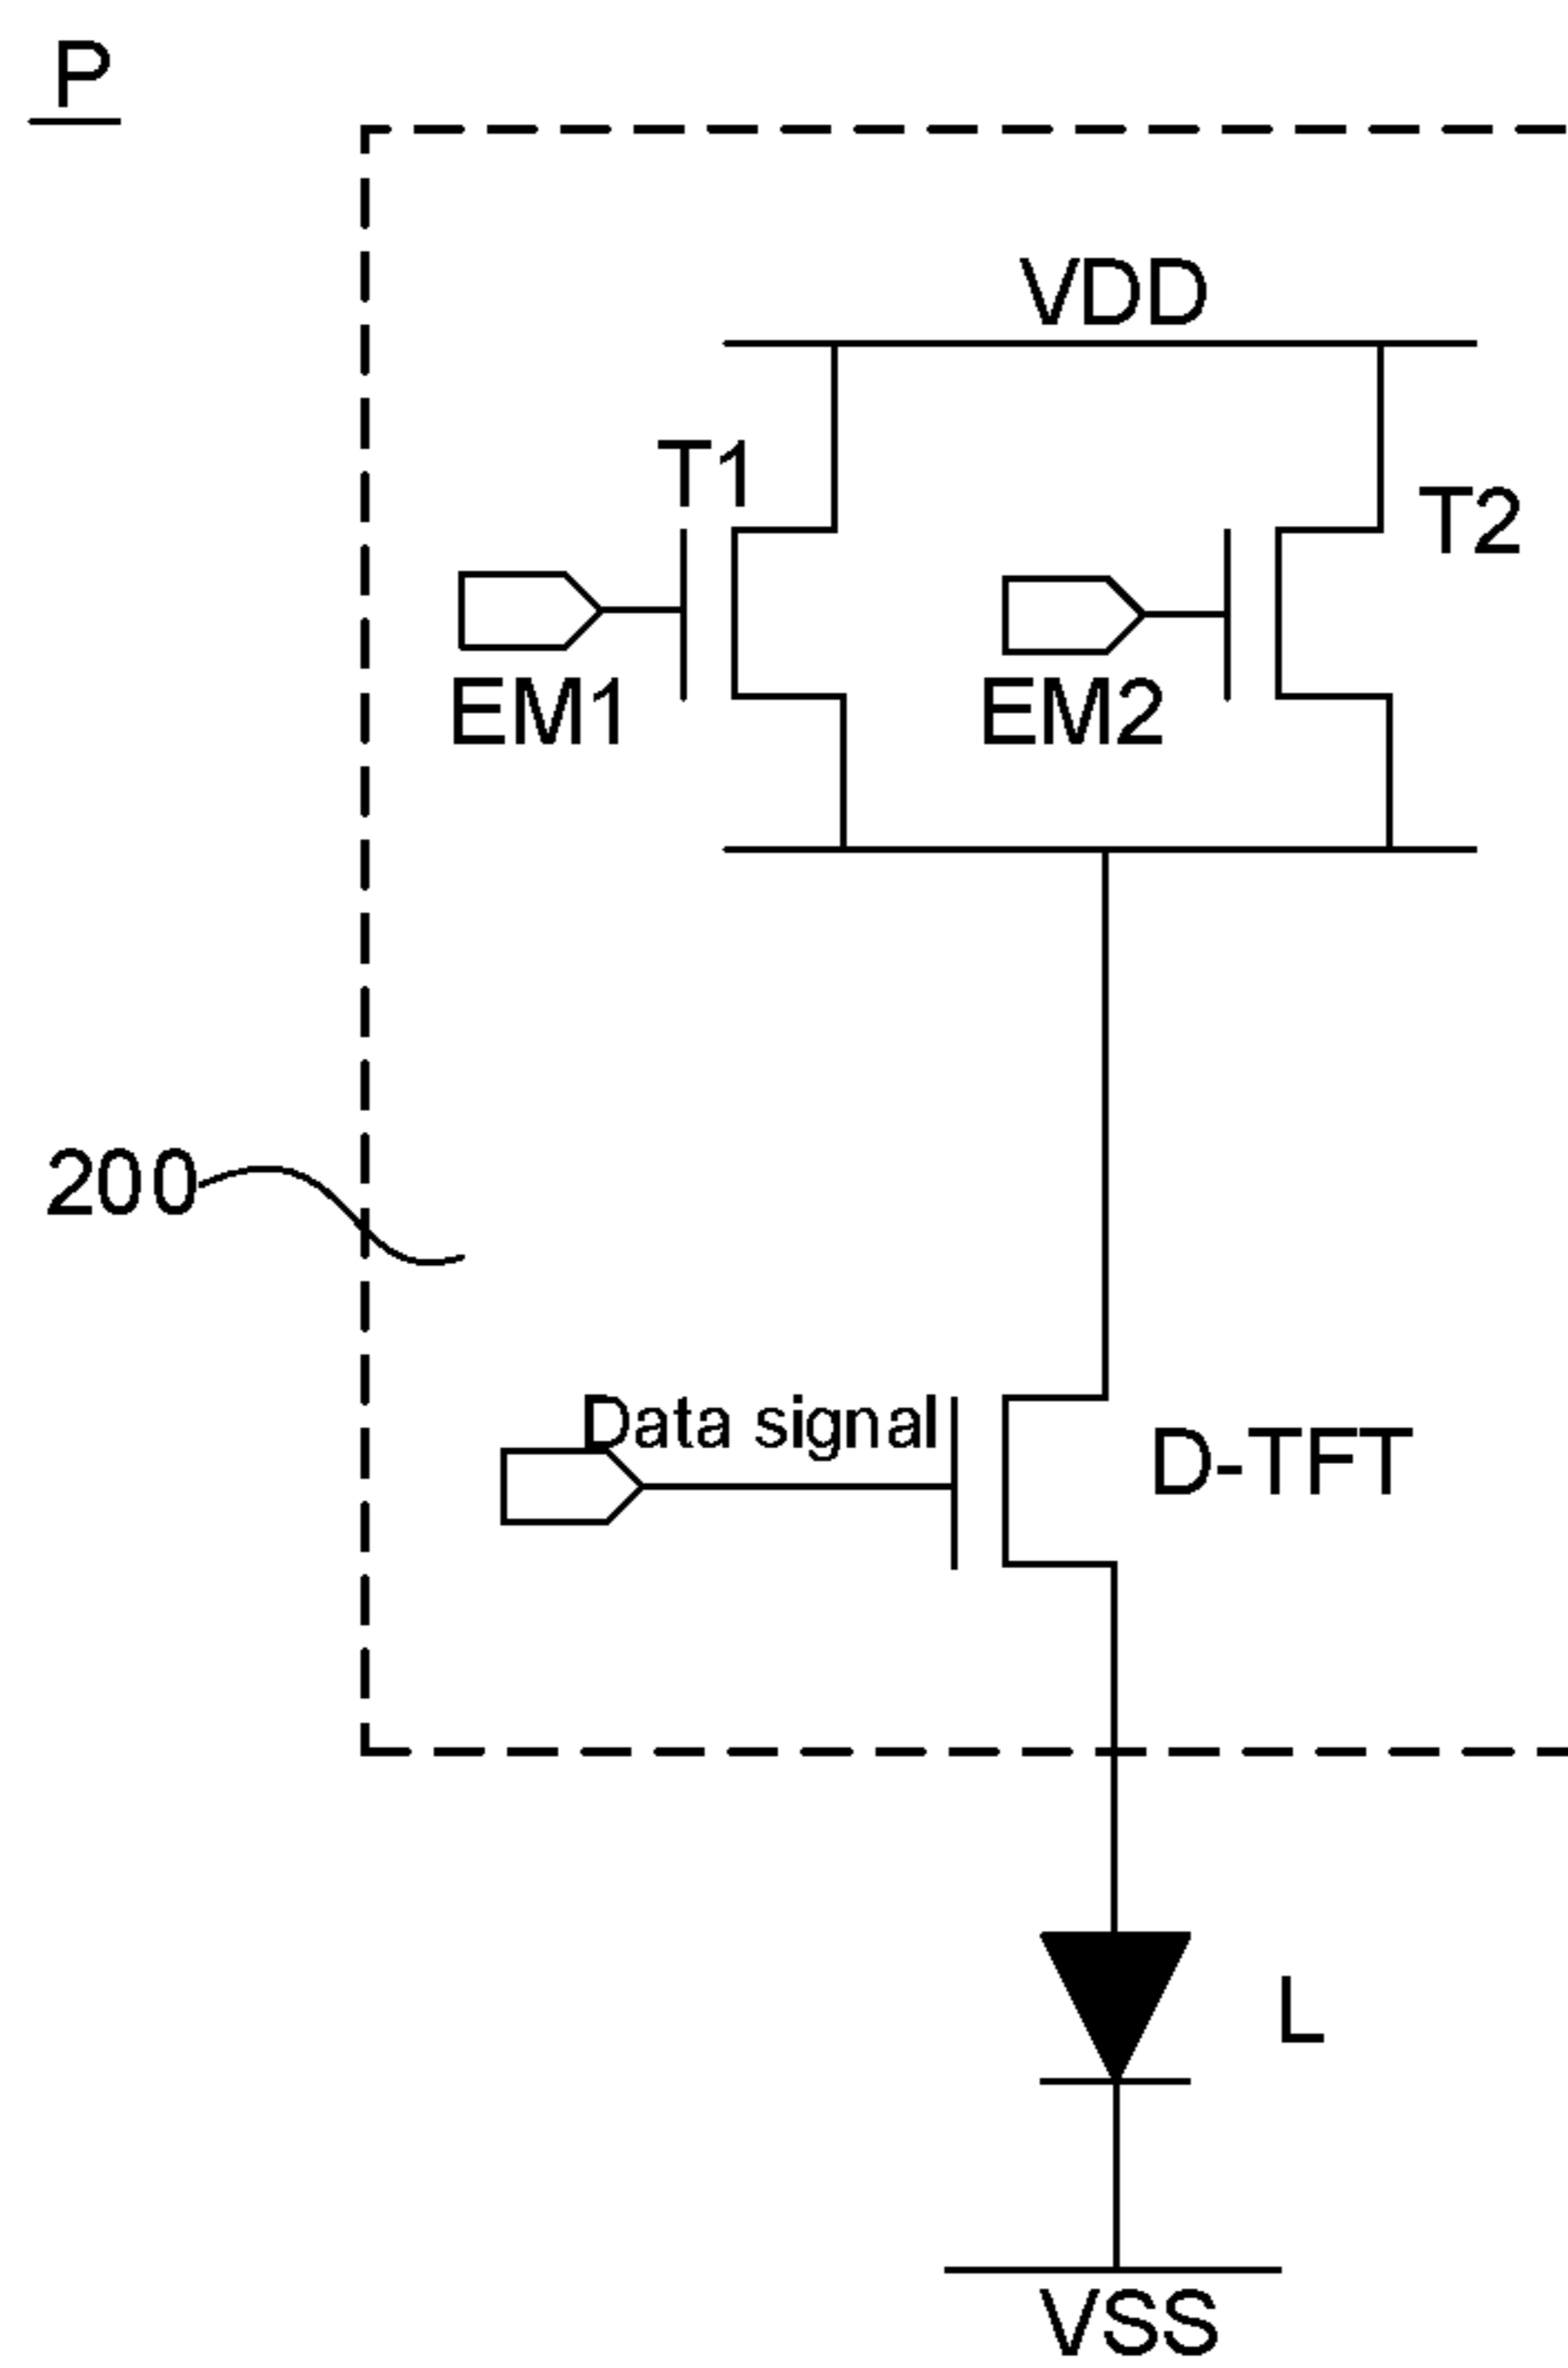 P
VDD
T1
T2
EM1
EM2
200
Data signal
D-TFT
L
VSS